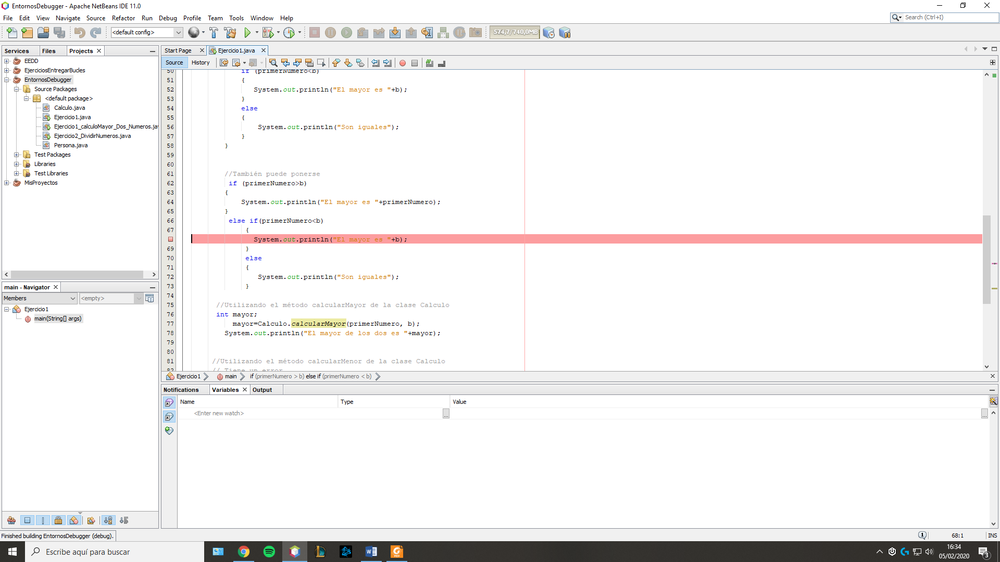 EntornosDebugger - Apache NetBeans IDE 11.0
File Edit View Navigate Source Refactor Run Debug Profile Team Tools Window Help
Search (Ctrl+I)
<default config>
574,7/740,0MB
Services Files Projects
Start Page Ejercicio1.java
Source History
EEDD
EjerciciosEntregarBucles
EntornosDebugger
Source Packages
<default package>
Calculo.java
Ejercicio1.java
Ejercicio1_calculoMayor_Dos_Numeros.jav
Ejercicio2_DividirNumeros.java
Persona.java
Test Packages
Libraries
Test Libraries
MisProyectos
main - Navigator
Members <empty>
Ejercicio1
main(String[] args)
50 if (primerNumero<b)
51 {
52 System.out.println("El mayor es "+b);
53 }
54 else
55 {
56 System.out.println("Son iguales");
57 }
58 }
59
60
61 //También puede ponerse
62 if (primerNumero>b)
63 {
64 System.out.println("El mayor es "+primerNumero);
65 }
66 else if(primerNumero<b)
67 {
System.out.println("El mayor es "+b);
69 }
70 else
71 {
72 System.out.println("Son iguales");
73 }
74
75 //Utilizando el método calcularMayor de la clase Calculo
76 int mayor;
77 mayor=Calculo.calcularMayor(primerNumero, b);
78 System.out.println("El mayor de los dos es "+mayor);
79
80
81 //Utilizando el método calcularMenor de la clase Calculo
82 // Tiene un error
Ejercicio1 main if (primerNumero > b) else if (primerNumero < b)
Notifications Variables Output
Name Type Value
<Enter new watch> ... ...
Finished building EntornosDebugger (debug).
1 68:1 INS
Escribe aquí para buscar
16:34
05/02/2020
3